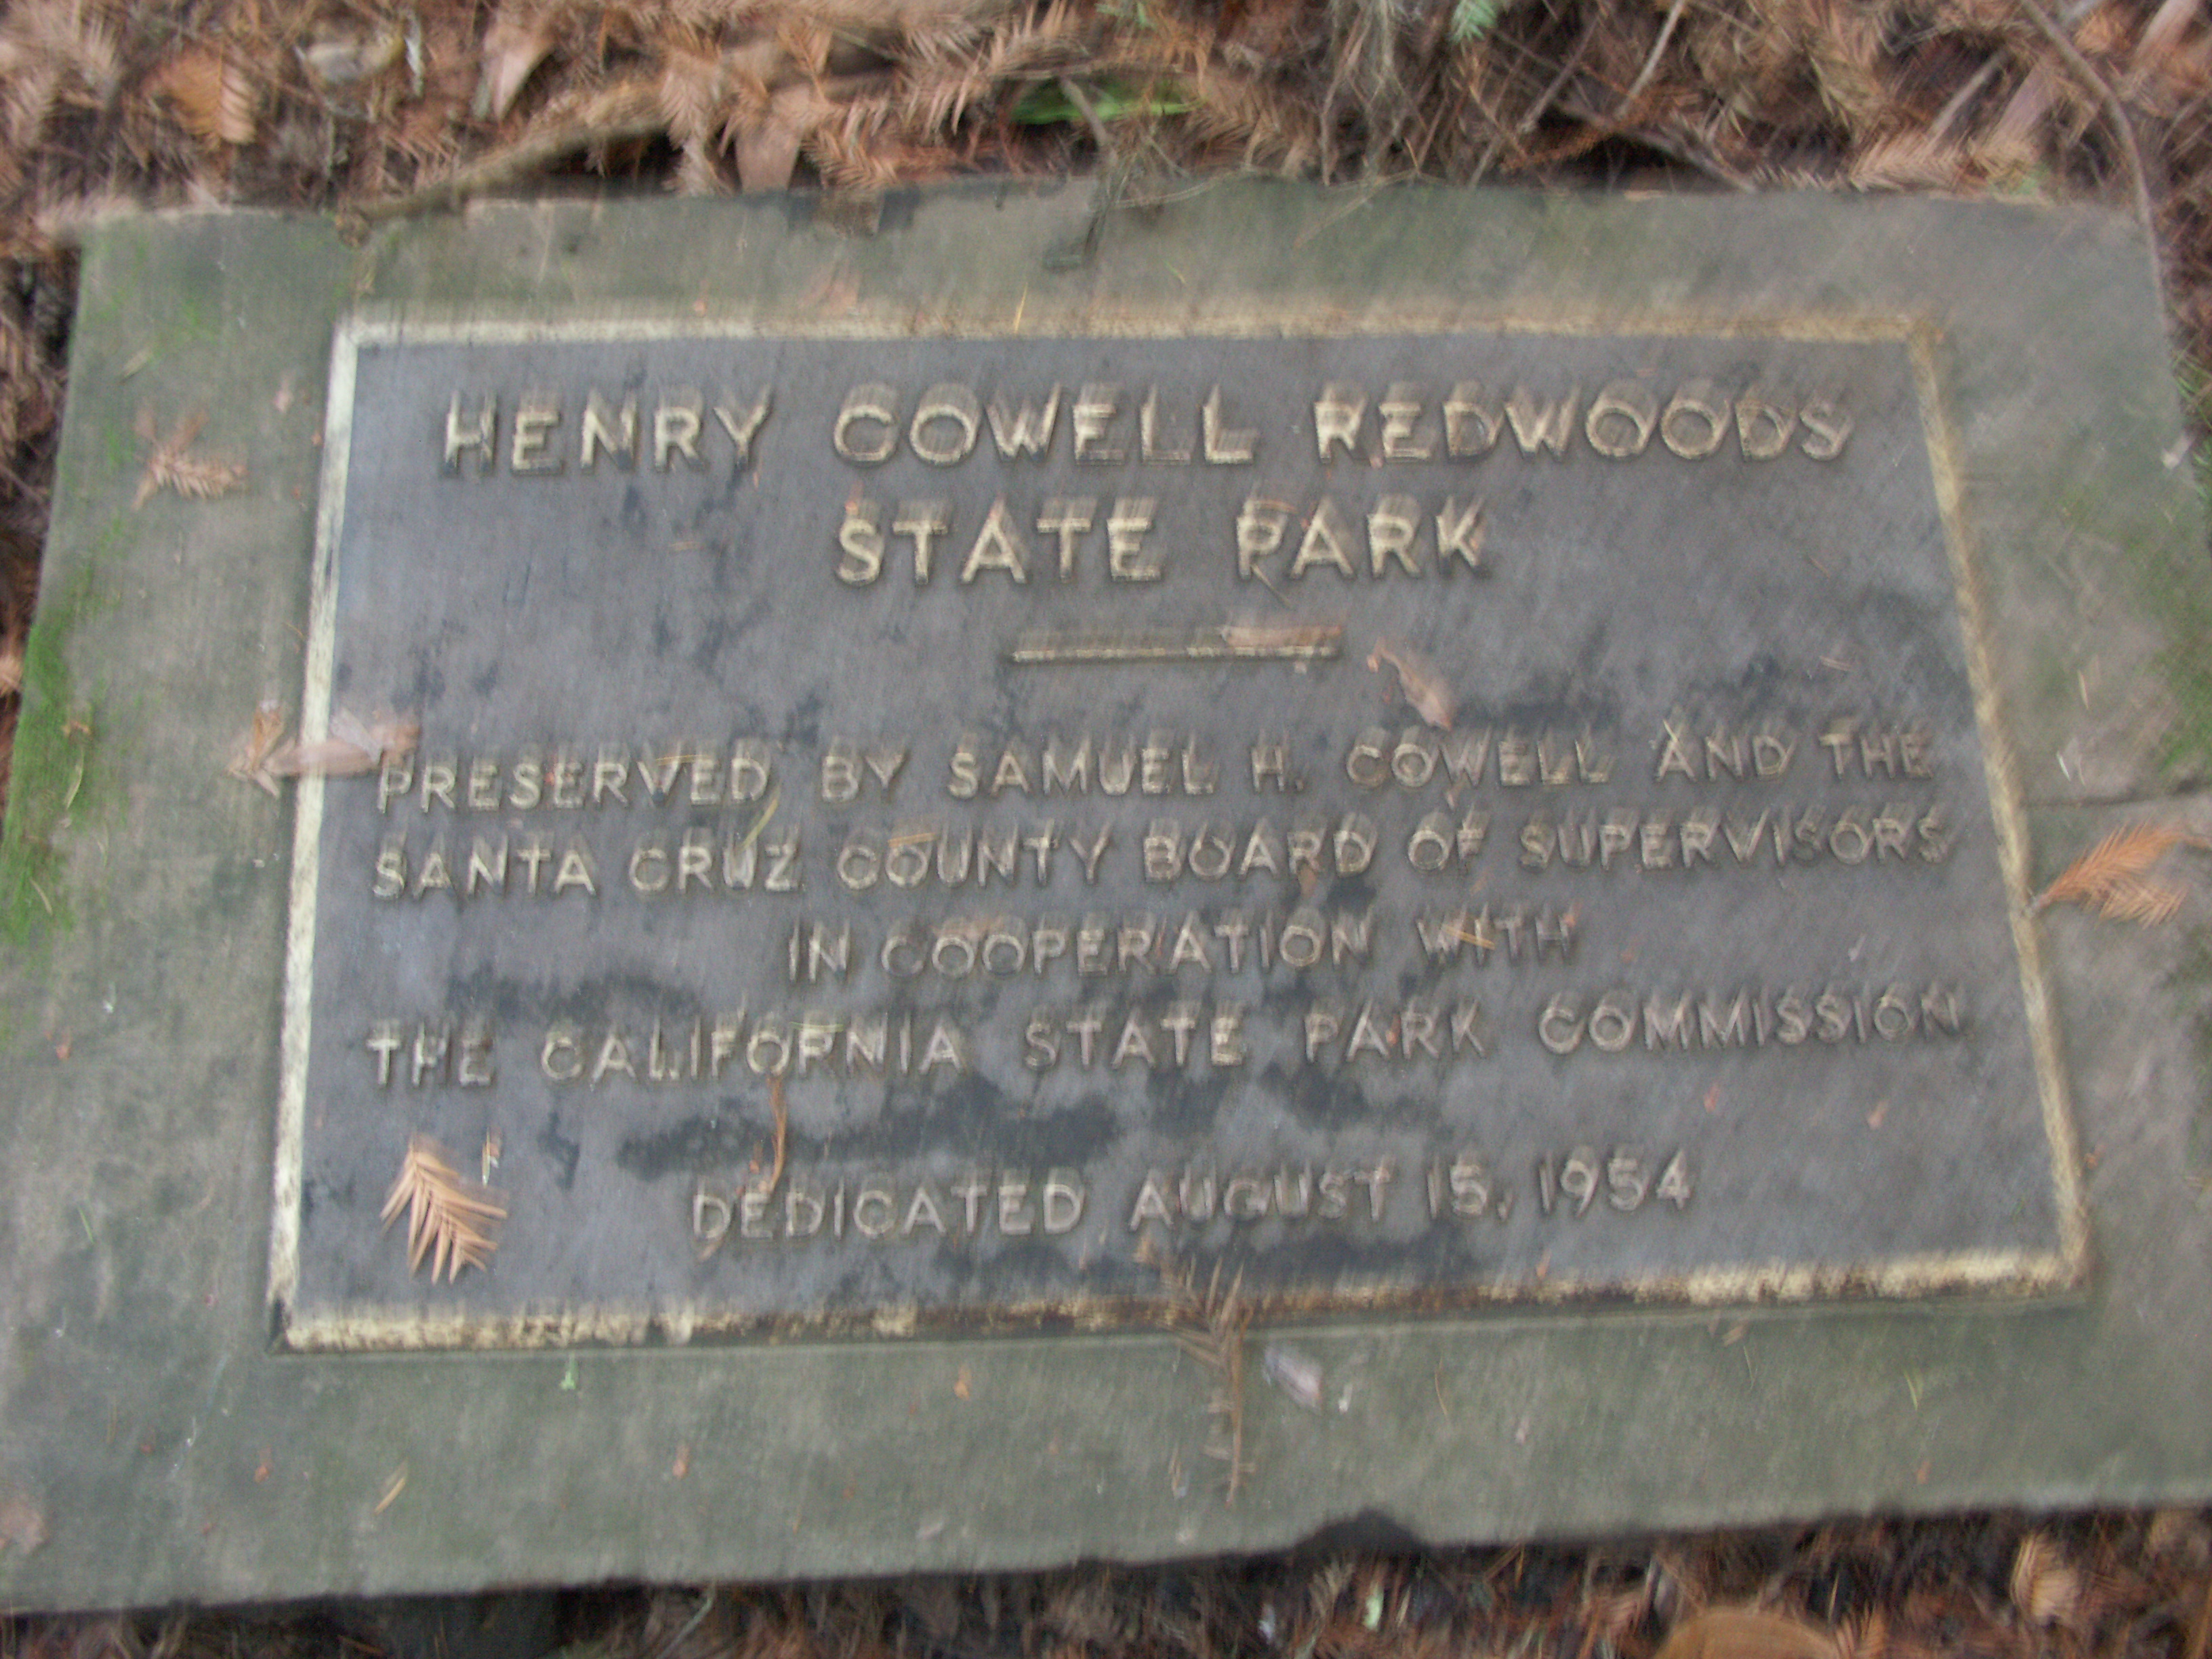 HENRY COWELL REDWOODS
STATE PARK
PRESERVED BY SAMUEL H. COWELL AND THE
SANTA CRUZ COUNTY BOARD OF SUPERVISORS
IN COOPERATION WITH
THE CALIFORNIA STATE PARK COMMISSION
DEDICATED AUGUST 15, 1954